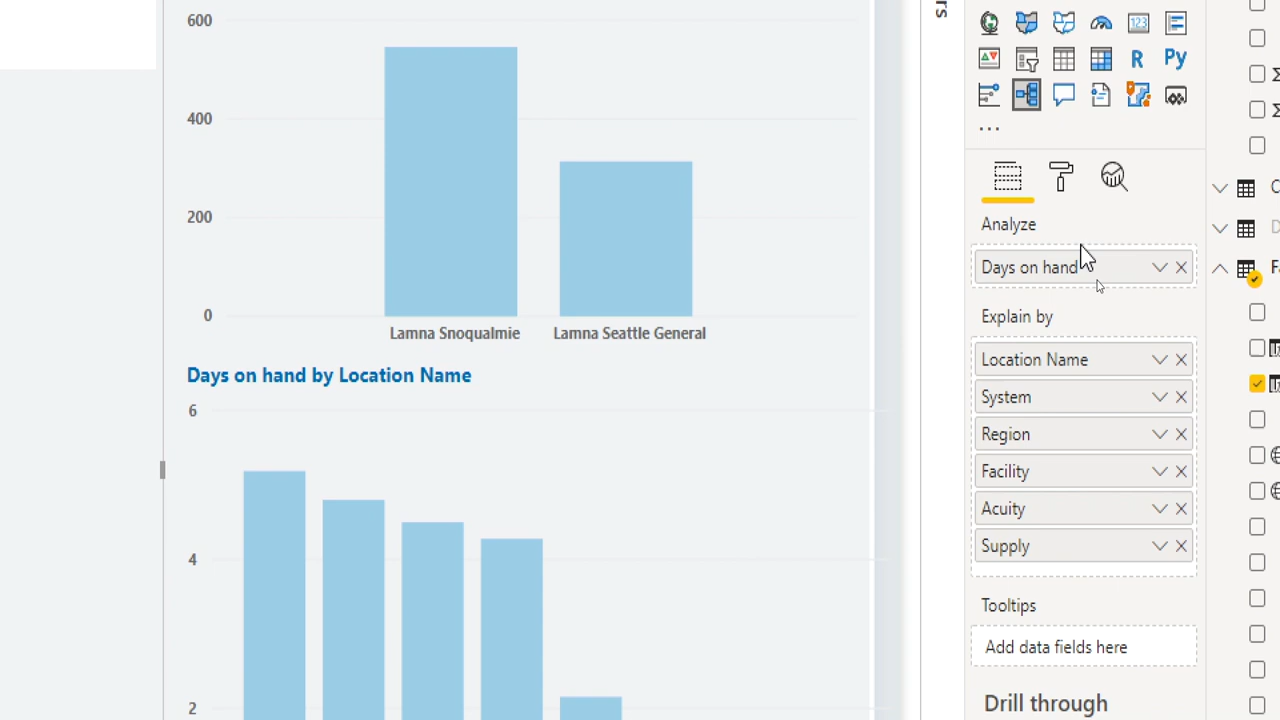 600
400
200
0
Lamna Snoqualmie
Lamna Seattle General
Days on hand by Location Name
6
4
2
rs
123
R
Py
...
Analyze
Days on hand
Explain by
Location Name
System
Region
Facility
Acuity
Supply
Tooltips
Add data fields here
Drill through
Σ
Σ